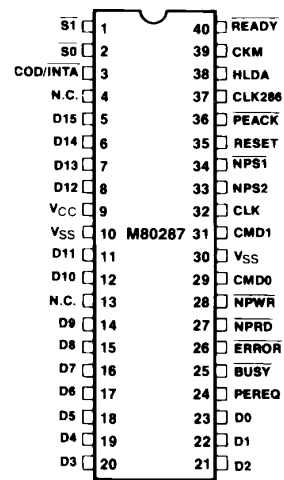 S1 1 40 READY
S0 2 39 CKM
COD/INTA 3 38 HLDA
N.C. 4 37 CLK286
D15 5 36 PEACK
D14 6 35 RESET
D13 7 34 NPS1
D12 8 33 NPS2
VCC 9 32 CLK
VSS 10 M80287 31 CMD1
D11 11 30 VSS
D10 12 29 CMD0
N.C. 13 28 NPWR
D9 14 27 NPRD
D8 15 26 ERROR
D7 16 25 BUSY
D6 17 24 PEREQ
D5 18 23 D0
D4 19 22 D1
D3 20 21 D2